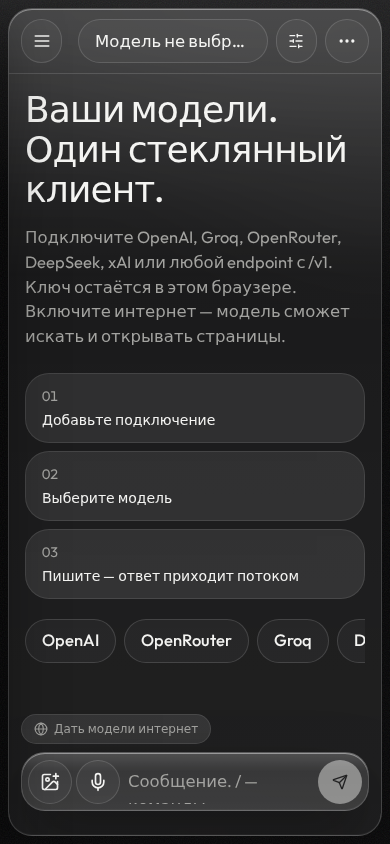 Модель не выбр...
Ваши модели.
Один стеклянный
клиент.
Подключите OpenAI, Groq, OpenRouter,
DeepSeek, xAI или любой endpoint с /v1.
Ключ остаётся в этом браузере.
Включите интернет — модель сможет
искать и открывать страницы.
01
Добавьте подключение
02
Выберите модель
03
Пишите — ответ приходит потоком
OpenAI
OpenRouter
Groq
D
Дать модели интернет
Сообщение. / —